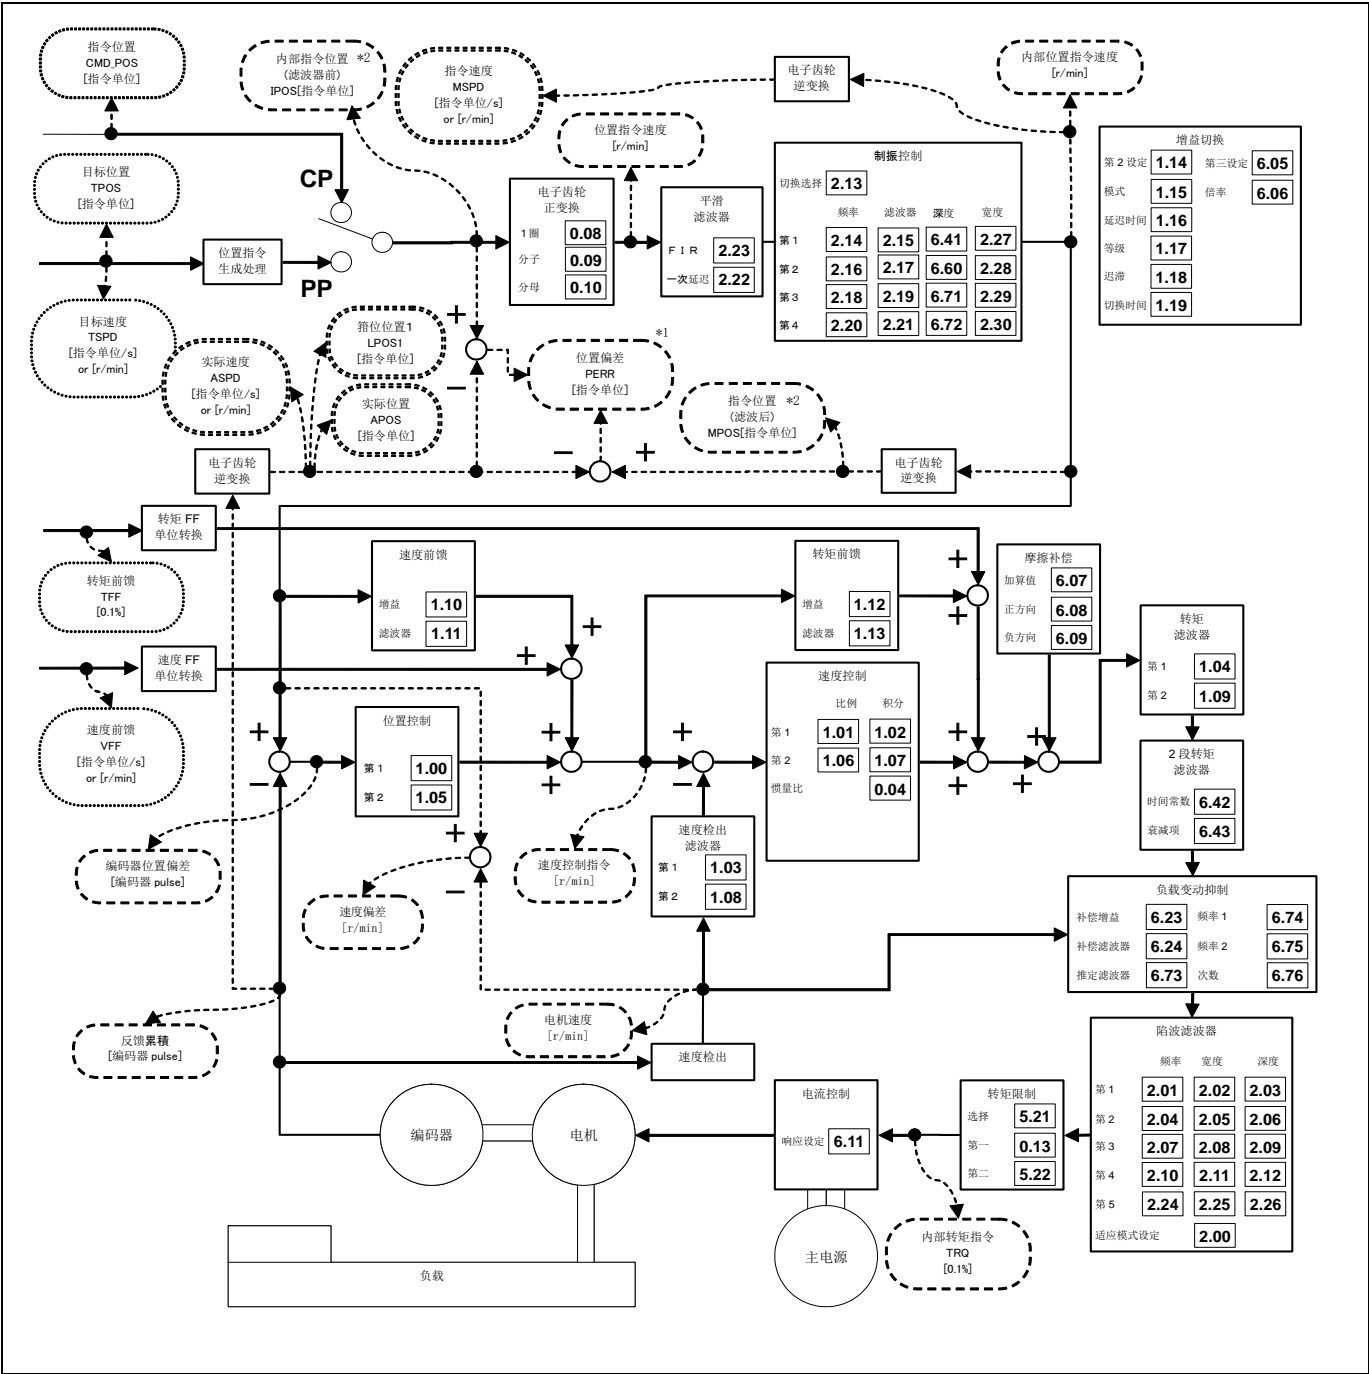 指令位置
CMD_POS
[指令单位]
内部指令位置 *2
(滤波器前)
IPOS[指令单位]
指令速度
MSPD
[指令单位/s]
or [r/min]
电子齿轮
逆变换
内部位置指令速度
[r/min]
位置指令速度
[r/min]
目标位置
TPOS
[指令单位]
CP
PP
位置指令
生成处理
电子齿轮
正变换
1圈 0.08
分子 0.09
分母 0.10
平滑
滤波器
FIR 2.23
一次延迟 2.22
制振控制
切换选择 2.13
频率 滤波器 深度 宽度
第1 2.14 2.15 6.41 2.27
第2 2.16 2.17 6.60 2.28
第3 2.18 2.19 6.71 2.29
第4 2.20 2.21 6.72 2.30
增益切换
第2设定 1.14 第三设定 6.05
模式 1.15 倍率 6.06
延迟时间 1.16
等级 1.17
迟滞 1.18
切换时间 1.19
目标速度
TSPD
[指令单位/s]
or [r/min]
实际速度
ASPD
[指令单位/s]
or [r/min]
箝位位置1
LPOS1
[指令单位]
实际位置
APOS
[指令单位]
+
−
*1
位置偏差
PERR
[指令单位]
指令位置 *2
(滤波后)
MPOS[指令单位]
电子齿轮
逆变换
− +
电子齿轮
逆变换
转矩 FF
单位转换
转矩前馈
TFF
[0.1%]
速度前馈
增益 1.10
滤波器 1.11
转矩前馈
增益 1.12
滤波器 1.13
+
+
摩擦补偿
加算值 6.07
正方向 6.08
负方向 6.09
转矩
滤波器
第1 1.04
第2 1.09
速度 FF
单位转换
+
+
速度前馈
VFF
[指令单位/s]
or [r/min]
+
−
位置控制
第1 1.00
第2 1.05
+
+
+
−
速度控制
比例 积分
第1 1.01 1.02
第2 1.06 1.07
惯量比 0.04
+
+
+
+
2段转矩
滤波器
时间常数 6.42
衰减项 6.43
编码器位置偏差
[编码器 pulse]
+
−
速度偏差
[r/min]
速度控制指令
[r/min]
速度检出
滤波器
第1 1.03
第2 1.08
负载变动抑制
补偿增益 6.23 频率1 6.74
补偿滤波器 6.24 频率2 6.75
推定滤波器 6.73 次数 6.76
反馈累積
[编码器 pulse]
电机速度
[r/min]
速度检出
陷波滤波器
频率 宽度 深度
第1 2.01 2.02 2.03
第2 2.04 2.05 2.06
第3 2.07 2.08 2.09
第4 2.10 2.11 2.12
第5 2.24 2.25 2.26
适应模式设定 2.00
编码器
电机
电流控制
响应设定 6.11
转矩限制
选择 5.21
第一 0.13
第二 5.22
主电源
内部转矩指令
TRQ
[0.1%]
负载